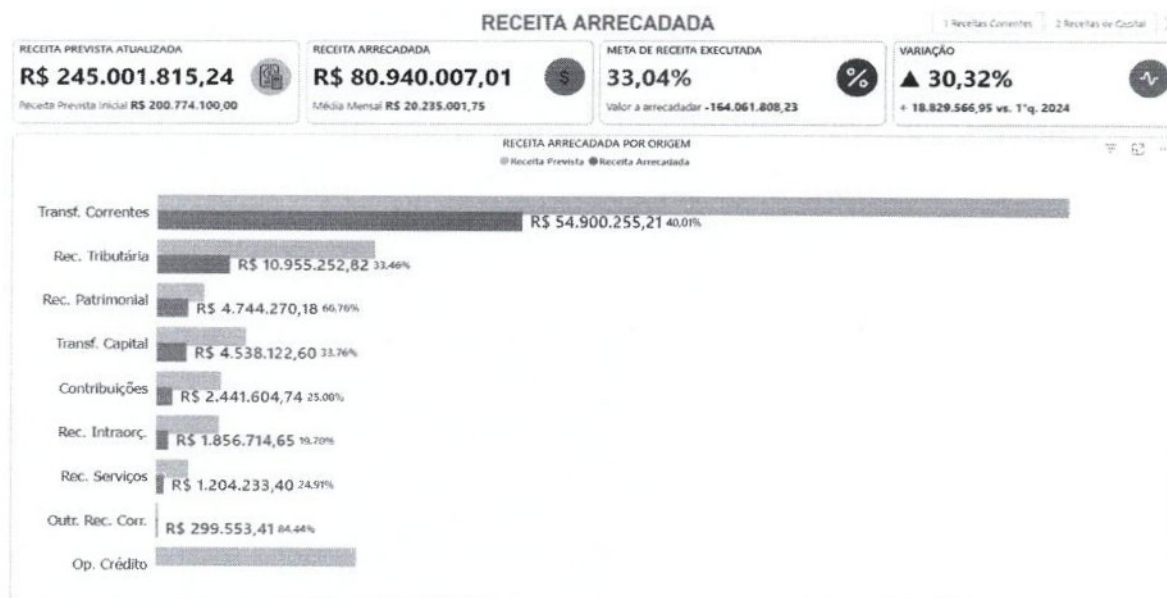 RECEITA ARRECADADA
1 Receitas Correntes 2 Receitas de Capital
RECEITA PREVISTA ATUALIZADA
R$ 245.001.815,24
Receita Prevista Inicial R$ 200.774.100,00
RECEITA ARRECADADA
R$ 80.940.007,01
Média Mensal R$ 20.235.001,75
META DE RECEITA EXECUTADA
33,04%
Valor a arrecadadar -164.061.808,23
VARIAÇÃO
▲ 30,32%
+ 18.829.566,95 vs. 1°q. 2024
RECEITA ARRECADADA POR ORIGEM
Receita Prevista Receita Arrecadada
Transf. Correntes R$ 54.900.255,21 40,01%
Rec. Tributária R$ 10.955.252,82 33,46%
Rec. Patrimonial R$ 4.744.270,18 66,76%
Transf. Capital R$ 4.538.122,60 33,76%
Contribuições R$ 2.441.604,74 25,00%
Rec. Intraorç. R$ 1.856.714,65 19,70%
Rec. Serviços R$ 1.204.233,40 24,91%
Outr. Rec. Corr. R$ 299.553,41 84,44%
Op. Crédito